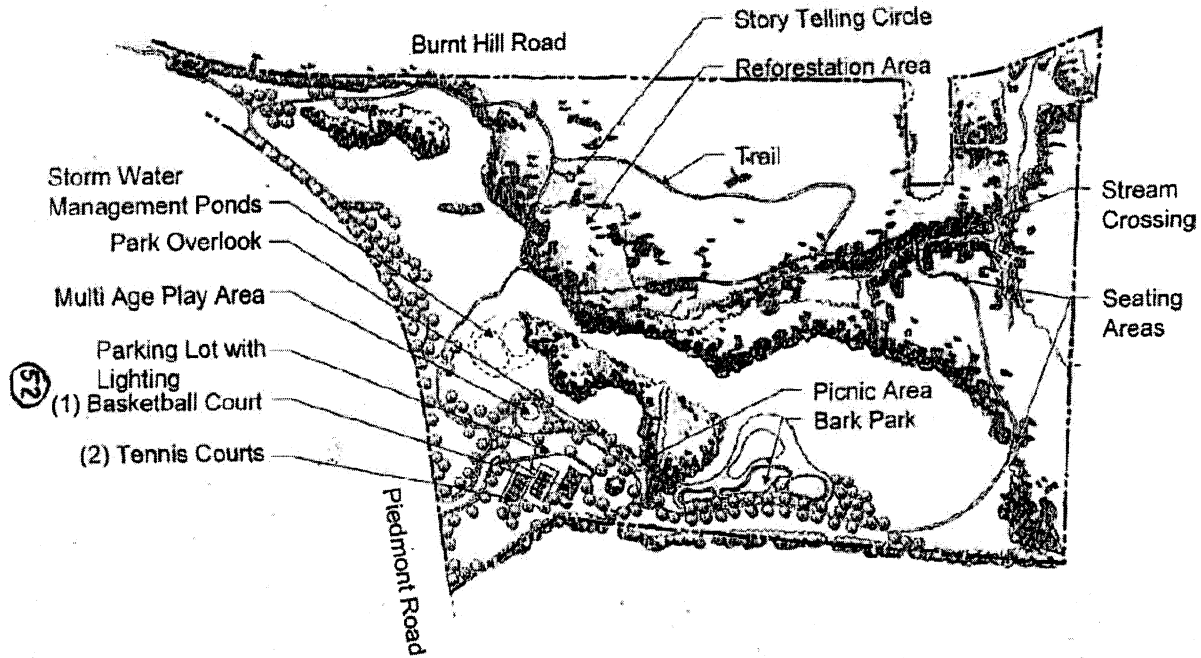 Burnt Hill Road
Story Telling Circle
Reforestation Area
Trail
Storm Water
Management Ponds
Park Overlook
Multi Age Play Area
Parking Lot with
Lighting
(1) Basketball Court
(2) Tennis Courts
Stream
Crossing
Seating
Areas
Picnic Area
Bark Park
Piedmont Road
52